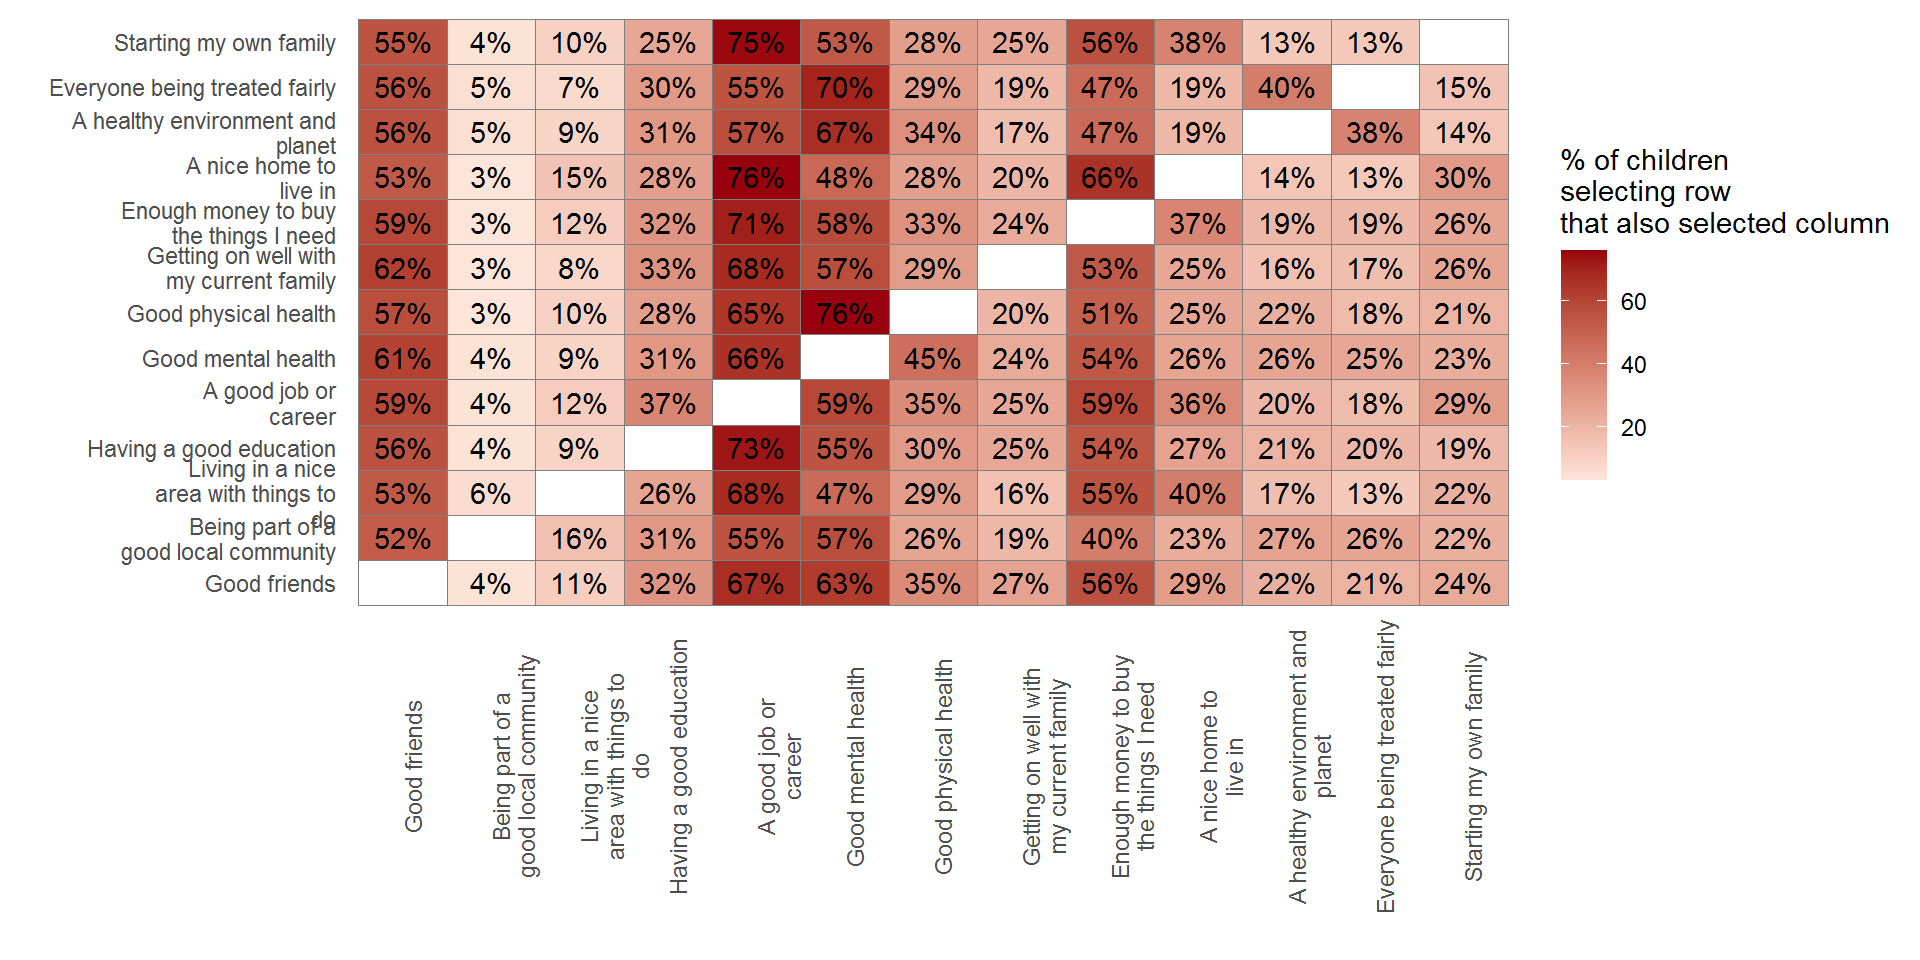 Starting my own family 55% 4% 10% 25% 75% 53% 28% 25% 56% 38% 13% 13%
Everyone being treated fairly 56% 5% 7% 30% 55% 70% 29% 19% 47% 19% 40% 15%
A healthy environment and
planet
56% 5% 9% 31% 57% 67% 34% 17% 47% 19% 38% 14%
A nice home to
live in
53% 3% 15% 28% 76% 48% 28% 20% 66% 14% 13% 30%
Enough money to buy
the things I need
59% 3% 12% 32% 71% 58% 33% 24% 37% 19% 19% 26%
Getting on well with
my current family
62% 3% 8% 33% 68% 57% 29% 53% 25% 16% 17% 26%
Good physical health 57% 3% 10% 28% 65% 76% 20% 51% 25% 22% 18% 21%
Good mental health 61% 4% 9% 31% 66% 45% 24% 54% 26% 26% 25% 23%
A good job or
career
59% 4% 12% 37% 59% 35% 25% 59% 36% 20% 18% 29%
Having a good education 56% 4% 9% 73% 55% 30% 25% 54% 27% 21% 20% 19%
Living in a nice
area with things to
do
53% 6% 26% 68% 47% 29% 16% 55% 40% 17% 13% 22%
Being part of a
good local community
52% 16% 31% 55% 57% 26% 19% 40% 23% 27% 26% 22%
Good friends 4% 11% 32% 67% 63% 35% 27% 56% 29% 22% 21% 24%
Good friends
Being part of a
good local community
Living in a nice
area with things to
do
Having a good education
A good job or
career
Good mental health
Good physical health
Getting on well with
my current family
Enough money to buy
the things I need
A nice home to
live in
A healthy environment and
planet
Everyone being treated fairly
Starting my own family
% of children
selecting row
that also selected column
60
40
20